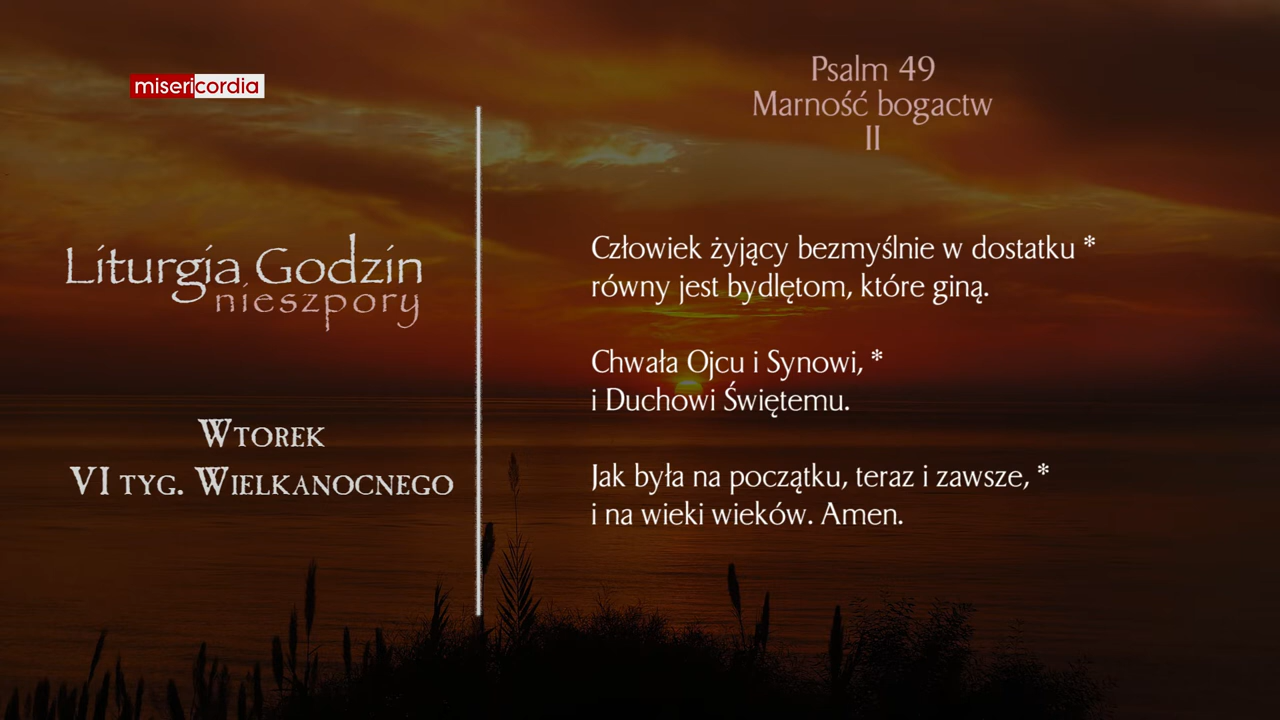 misericordia
Liturgia Godzin
nieszpory
Wtorek
VI tyg. Wielkanocnego
Psalm 49
Marność bogactw
II
Człowiek żyjący bezmyślnie w dostatku *
równy jest bydlętom, które giną.
Chwała Ojcu i Synowi, *
i Duchowi Świętemu.
Jak była na początku, teraz i zawsze, *
i na wieki wieków. Amen.